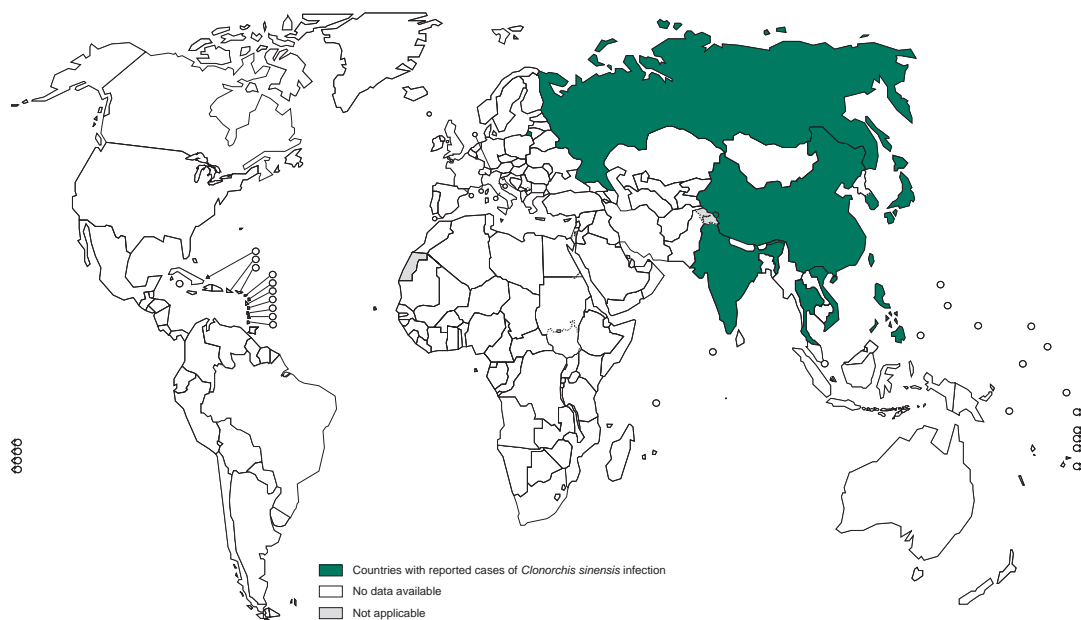 Countries with reported cases of Clonorchis sinensis infection
No data available
Not applicable